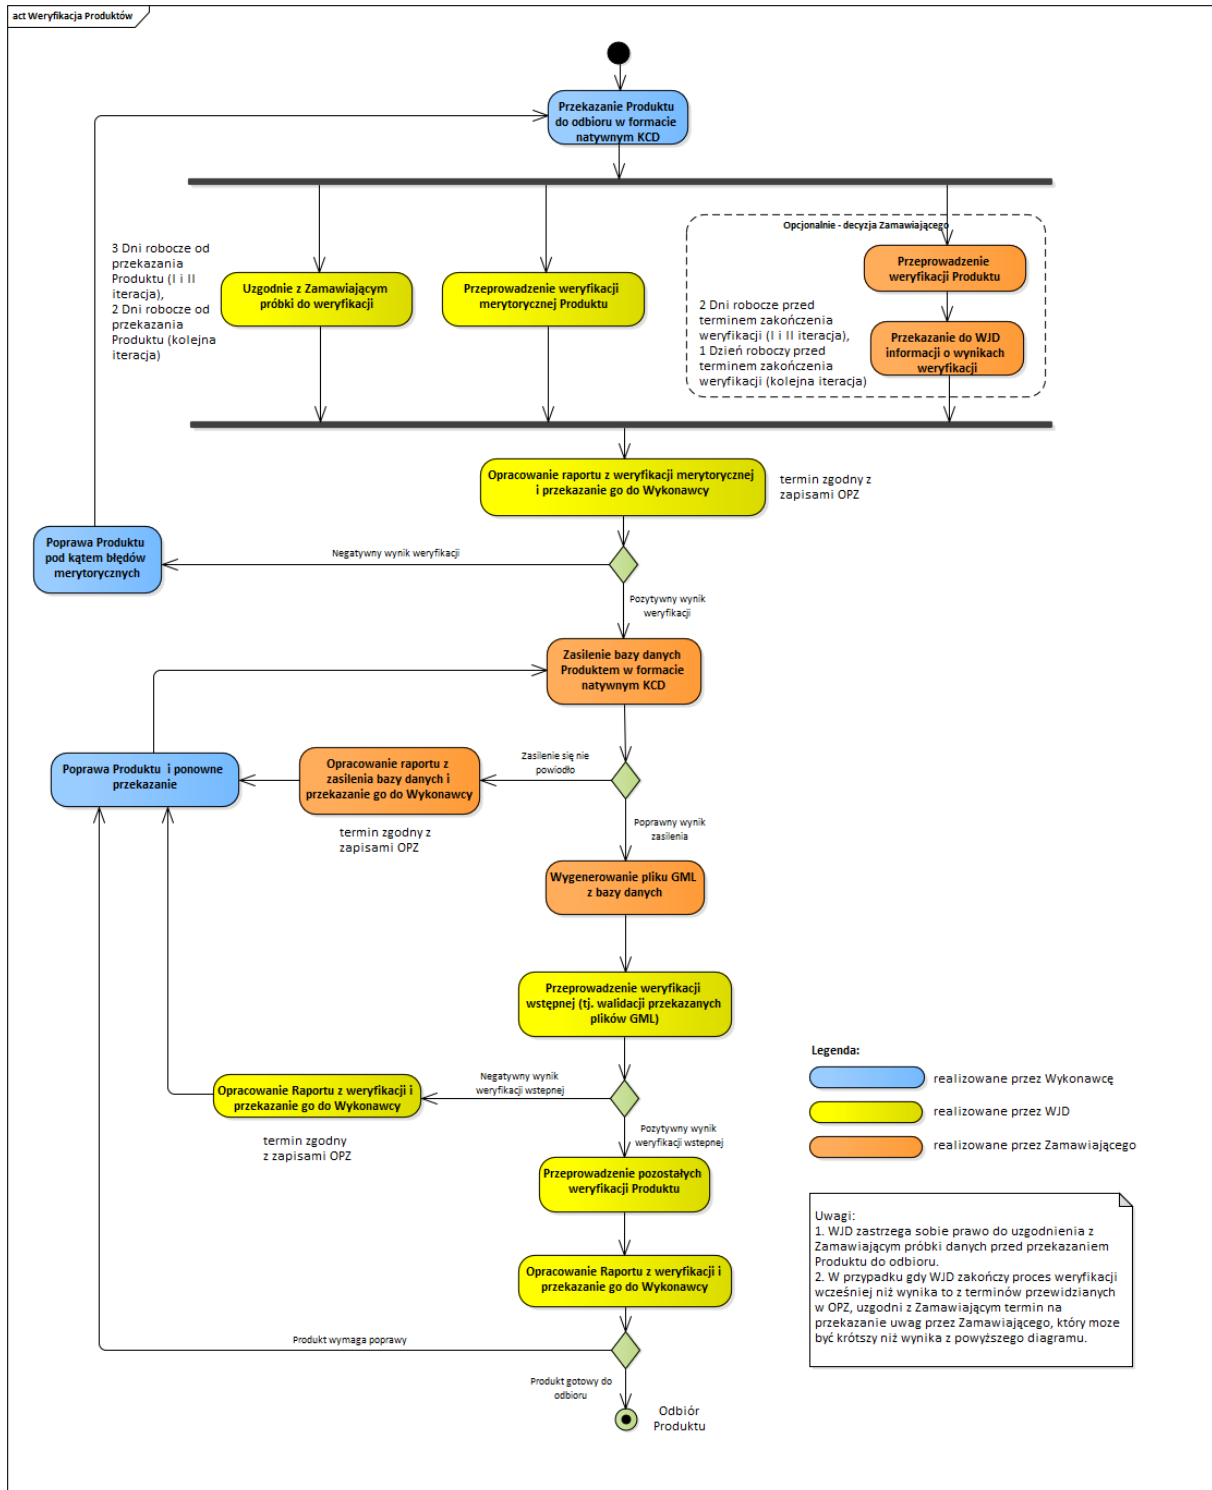 act Weryfikacja Produktów
Przekazanie Produktu
do odbioru w formacie
natywnym KCD
Opcjonalnie - decyzja Zamawiającego
3 Dni robocze od
przekazania
Produktu (I i II
iteracja),
2 Dni robocze od
przekazania
Produktu (kolejna
iteracja)
Uzgodnie z Zamawiającym
próbki do weryfikacji
Przeprowadzenie weryfikacji
merytorycznej Produktu
Przeprowadzenie
weryfikacji Produktu
2 Dni robocze przed
terminem zakończenia
weryfikacji (I i II iteracja),
1 Dzień roboczy przed
terminem zakończenia
weryfikacji (kolejna iteracja)
Przekazanie do WJD
informacji o wynikach
weryfikacji
Opracowanie raportu z weryfikacji merytorycznej
i przekazanie go do Wykonawcy
termin zgodny z
zapisami OPZ
Poprawa Produktu
pod kątem błędów
merytorycznych
Negatywny wynik weryfikacji
Pozytywny wynik
weryfikacji
Zasilenie bazy danych
Produktem w formacie
natywnym KCD
Poprawa Produktu  i ponowne
przekazanie
Opracowanie raportu z
zasilenia bazy danych i
przekazanie go do Wykonawcy
Zasilenie się nie
powiodło
termin zgodny z
zapisami OPZ
Poprawny wynik
zasilenia
Wygenerowanie pliku GML
z bazy danych
Przeprowadzenie weryfikacji
wstępnej (tj. walidacji przekazanych
plików GML)
Negatywny wynik
weryfikacji wstepnej
Opracowanie Raportu z weryfikacji i
przekazanie go do Wykonawcy
termin zgodny
z zapisami OPZ
Pozytywny wynik
weryfikacji wstepnej
Przeprowadzenie pozostałych
weryfikacji Produktu
Opracowanie Raportu z weryfikacji i
przekazanie go do Wykonawcy
Produkt wymaga poprawy
Produkt gotowy do
odbioru
Odbiór
Produktu
Legenda:
realizowane przez Wykonawcę
realizowane przez WJD
realizowane przez Zamawiającego
Uwagi:
1. WJD zastrzega sobie prawo do uzgodnienia z
Zamawiającym próbki danych przed przekazaniem
Produktu do odbioru.
2. W przypadku gdy WJD zakończy proces weryfikacji
wcześniej niż wynika to z terminów przewidzianych
w OPZ, uzgodni z Zamawiającym termin na
przekazanie uwag przez Zamawiającego, który moze
być krótszy niż wynika z powyższego diagramu.